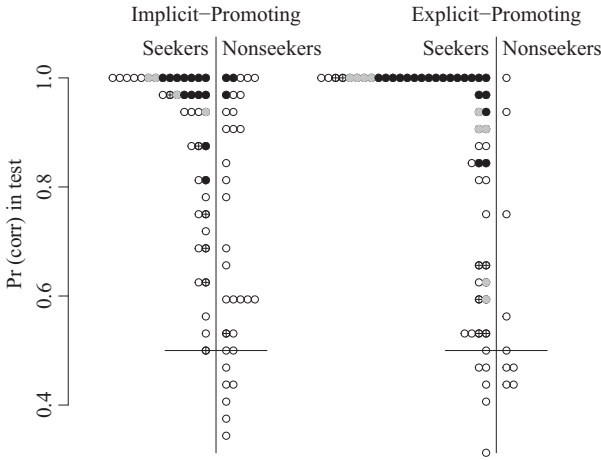 Implicit−Promoting Explicit−Promoting
Seekers Nonseekers Seekers Nonseekers
1.0
0.8
0.6
0.4
Pr (corr) in test